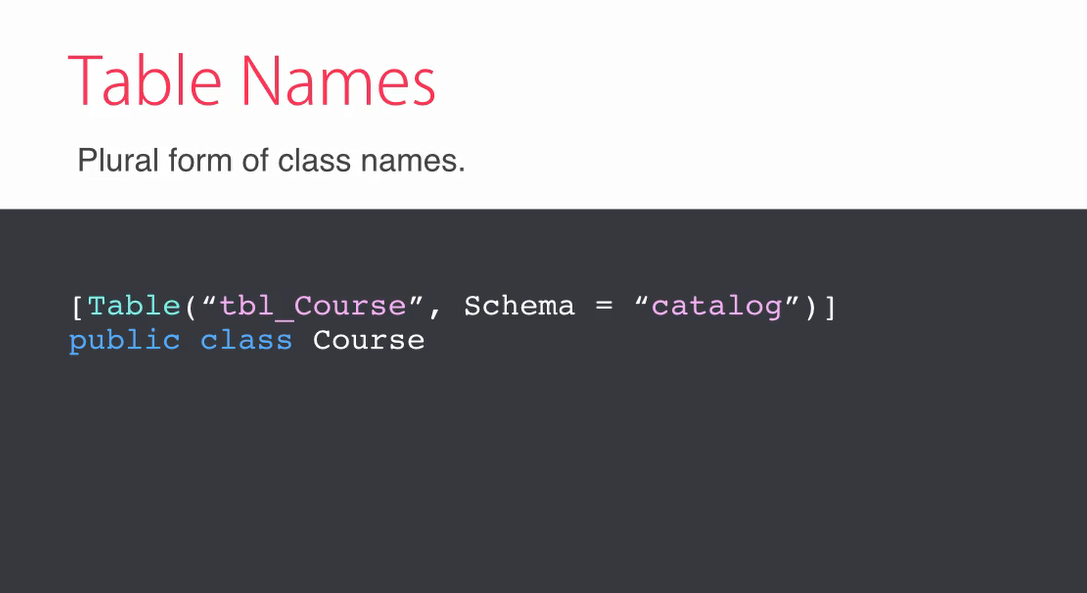 Table Names
Plural form of class names.
[Table(“tbl_Course”, Schema = “catalog”)]
public class Course